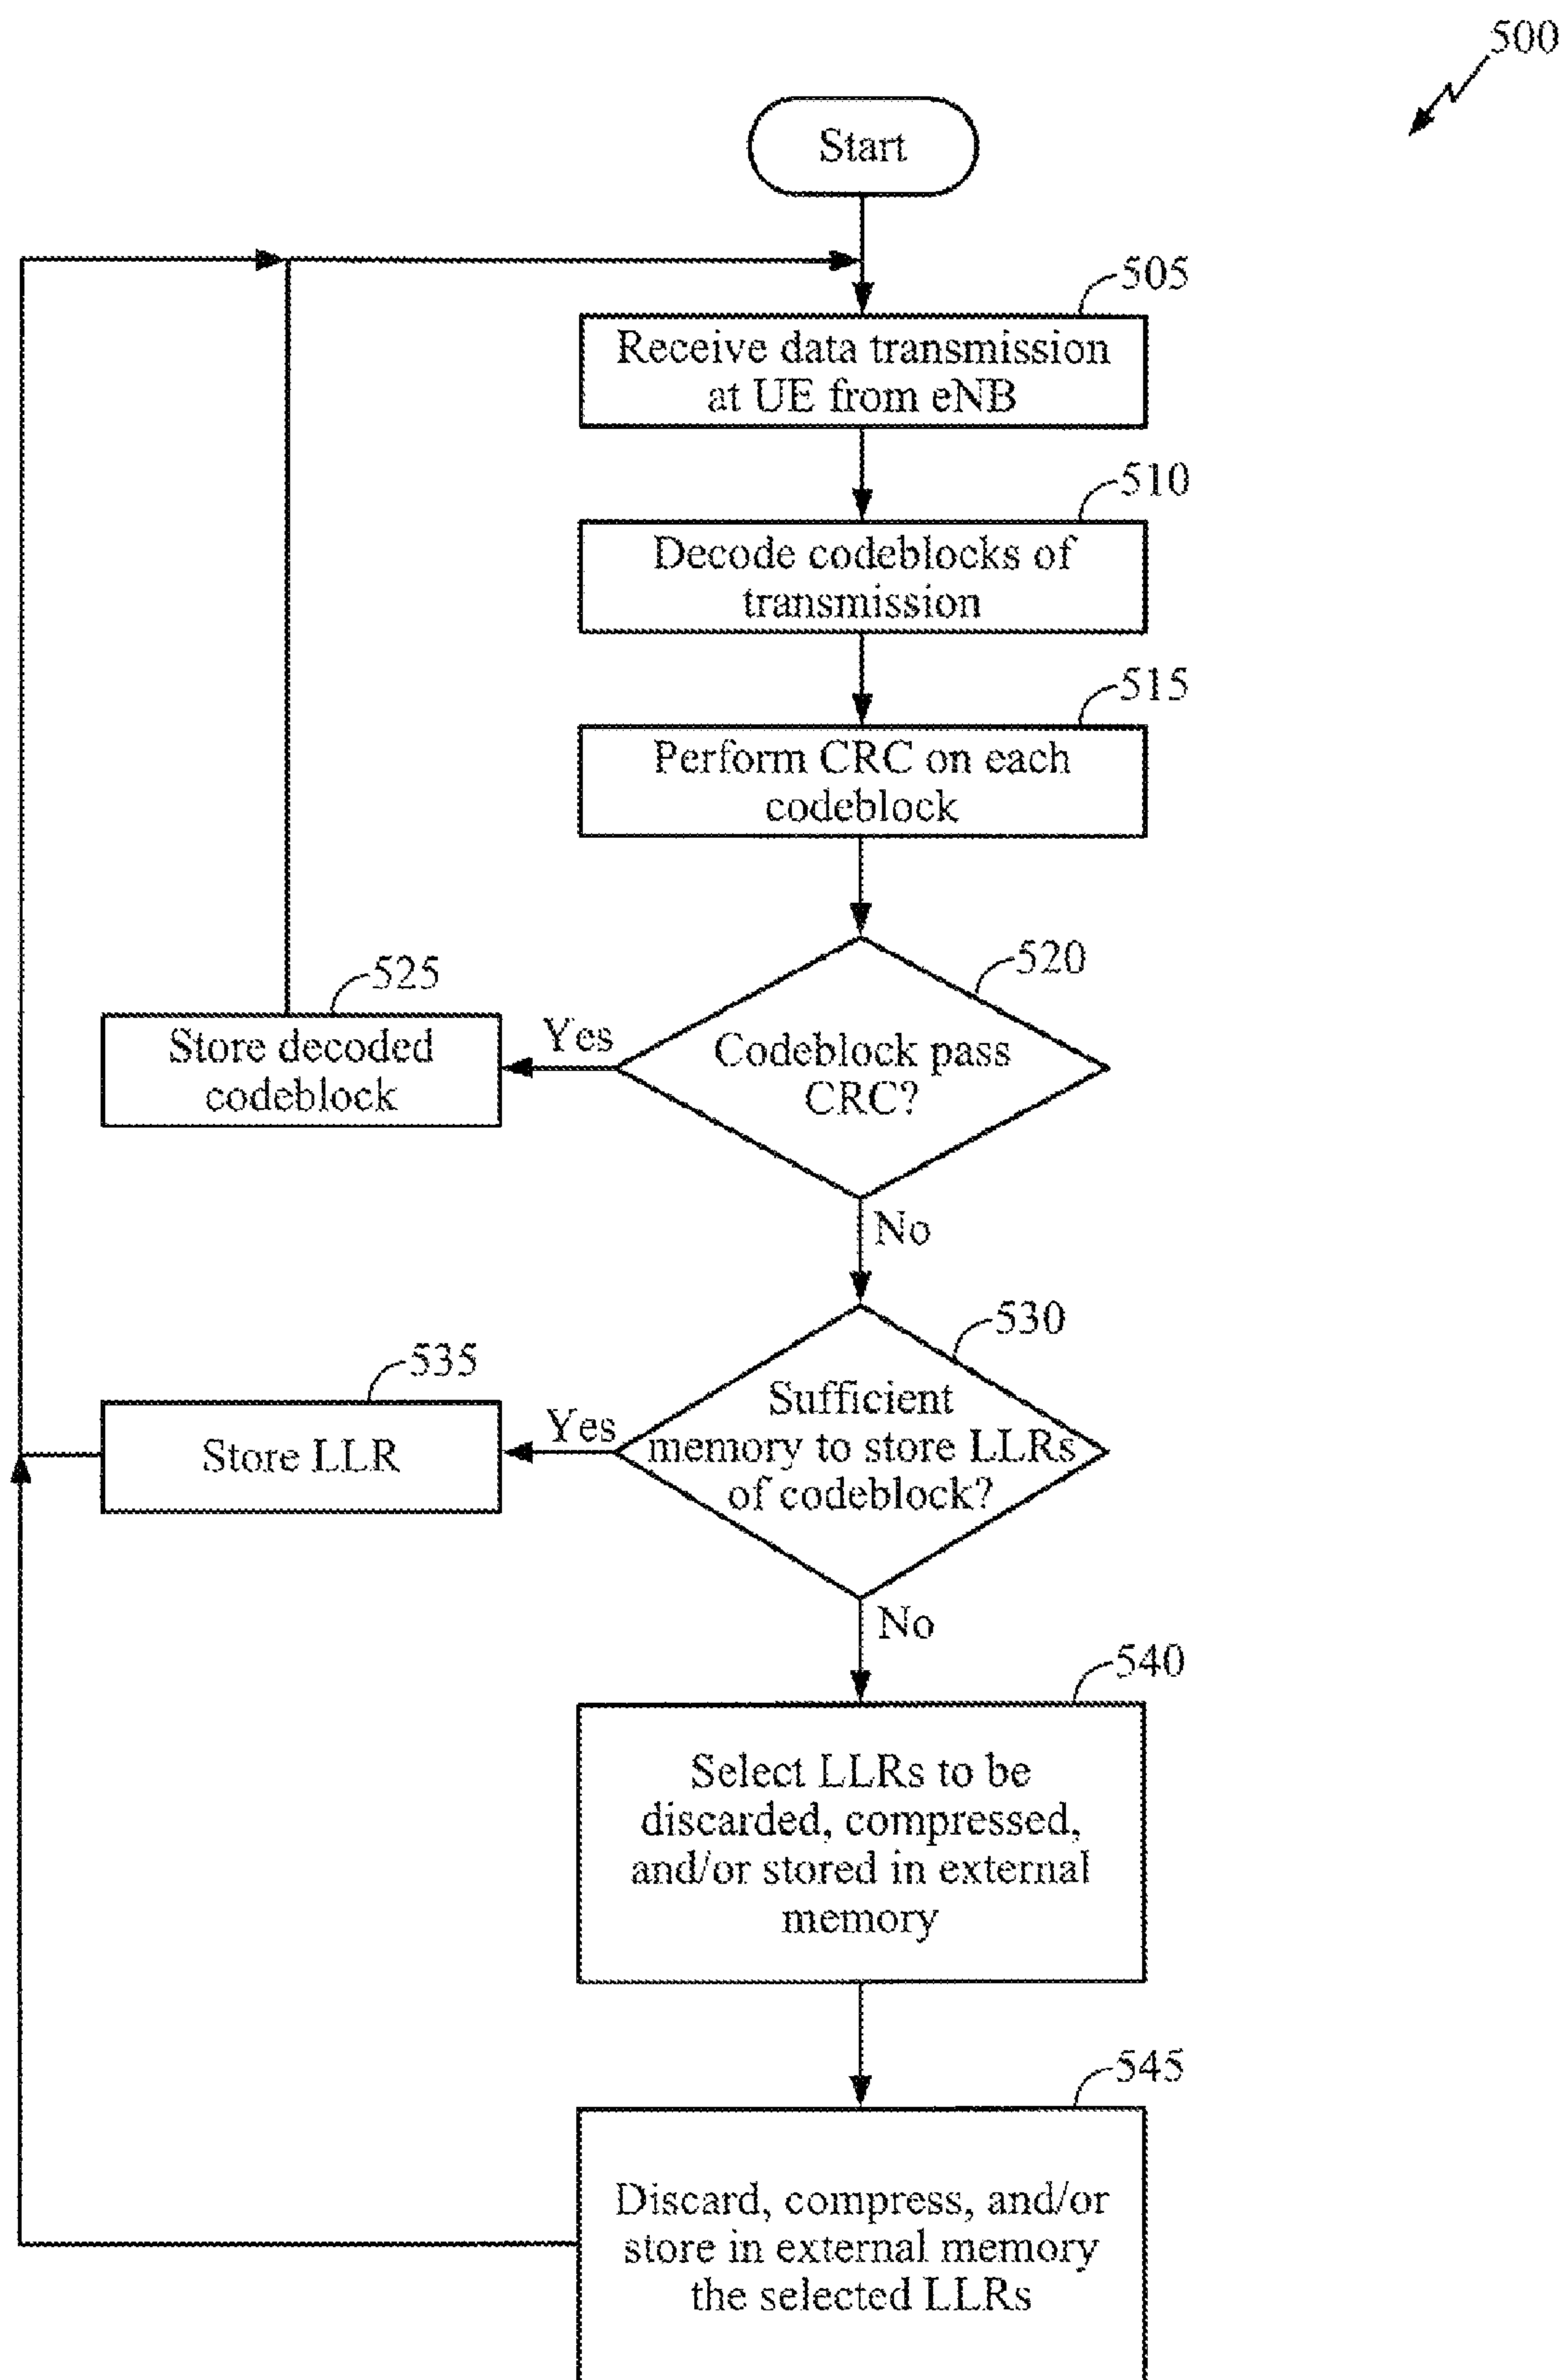 500
Start
505
Receive data transmission
at UE from eNB
510
Decode codeblocks of
transmission
515
Perform CRC on each
codeblock
520
Codeblock pass
CRC?
Yes
525
Store decoded
codeblock
No
530
Sufficient
memory to store LLRs
of codeblock?
Yes
535
Store LLR
No
540
Select LLRs to be
discarded, compressed,
and/or stored in external
memory
545
Discard, compress, and/or
store in external memory
the selected LLRs